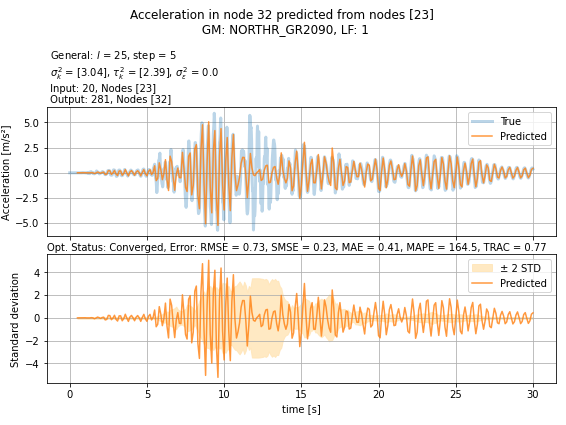 Acceleration in node 32 predicted from nodes [23]
GM: NORTHR_GR2090, LF: 1
General: l = 25, step = 5
σ²ₖ = [3.04], τ²ₖ = [2.39], σ²ε = 0.0
Input: 20, Nodes [23]
Output: 281, Nodes [32]
Acceleration [m/s²]
5.0
2.5
0.0
−2.5
−5.0
True
Predicted
Opt. Status: Converged, Error: RMSE = 0.73, SMSE = 0.23, MAE = 0.41, MAPE = 164.5, TRAC = 0.77
Standard deviation
4
2
0
−2
−4
± 2 STD
Predicted
0 5 10 15 20 25 30
time [s]